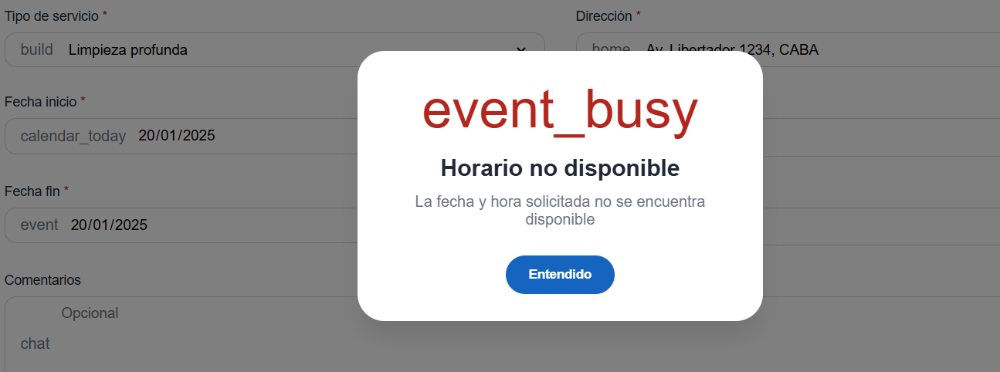 Tipo de servicio *
build Limpieza profunda
Dirección *
home Av. Libertador 1234, CABA
Fecha inicio *
calendar_today 20/01/2025
Fecha fin *
event 20/01/2025
Comentarios
Opcional
chat
event_busy
Horario no disponible
La fecha y hora solicitada no se encuentra
disponible
Entendido